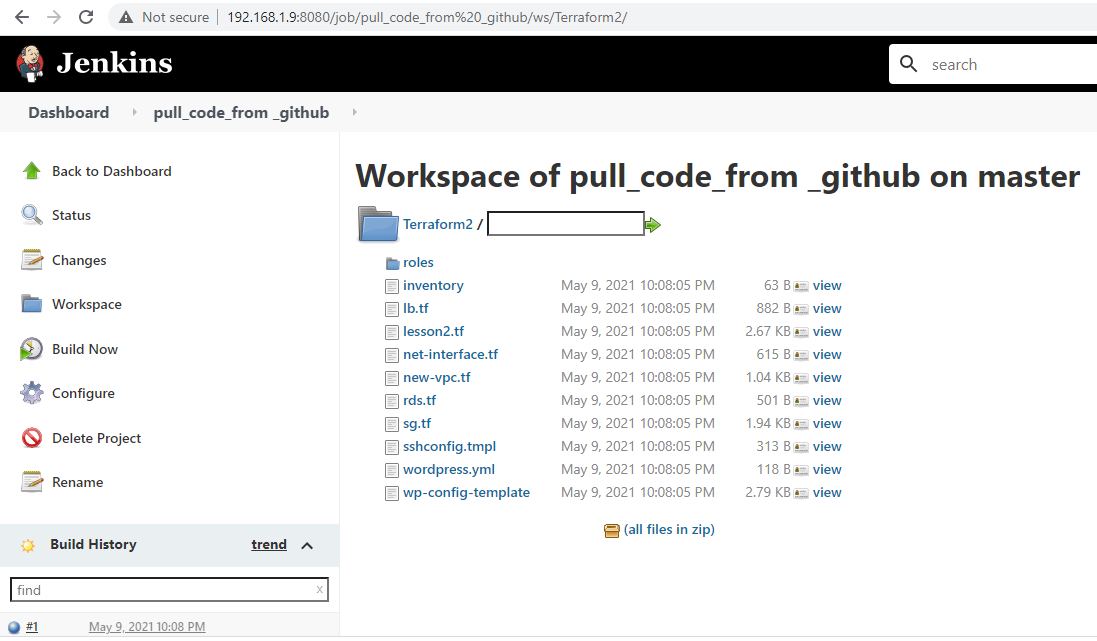 Not secure 192.168.1.9:8080/job/pull_code_from%20_github/ws/Terraform2/
Jenkins
search
Dashboard pull_code_from _github
Back to Dashboard
Status
Changes
Workspace
Build Now
Configure
Delete Project
Rename
Build History trend
find x
#1 May 9, 2021 10:08 PM
Workspace of pull_code_from _github on master
Terraform2 /
roles
inventory May 9, 2021 10:08:05 PM 63 B view
lb.tf May 9, 2021 10:08:05 PM 882 B view
lesson2.tf May 9, 2021 10:08:05 PM 2.67 KB view
net-interface.tf May 9, 2021 10:08:05 PM 615 B view
new-vpc.tf May 9, 2021 10:08:05 PM 1.04 KB view
rds.tf May 9, 2021 10:08:05 PM 501 B view
sg.tf May 9, 2021 10:08:05 PM 1.94 KB view
sshconfig.tmpl May 9, 2021 10:08:05 PM 313 B view
wordpress.yml May 9, 2021 10:08:05 PM 118 B view
wp-config-template May 9, 2021 10:08:05 PM 2.79 KB view
(all files in zip)